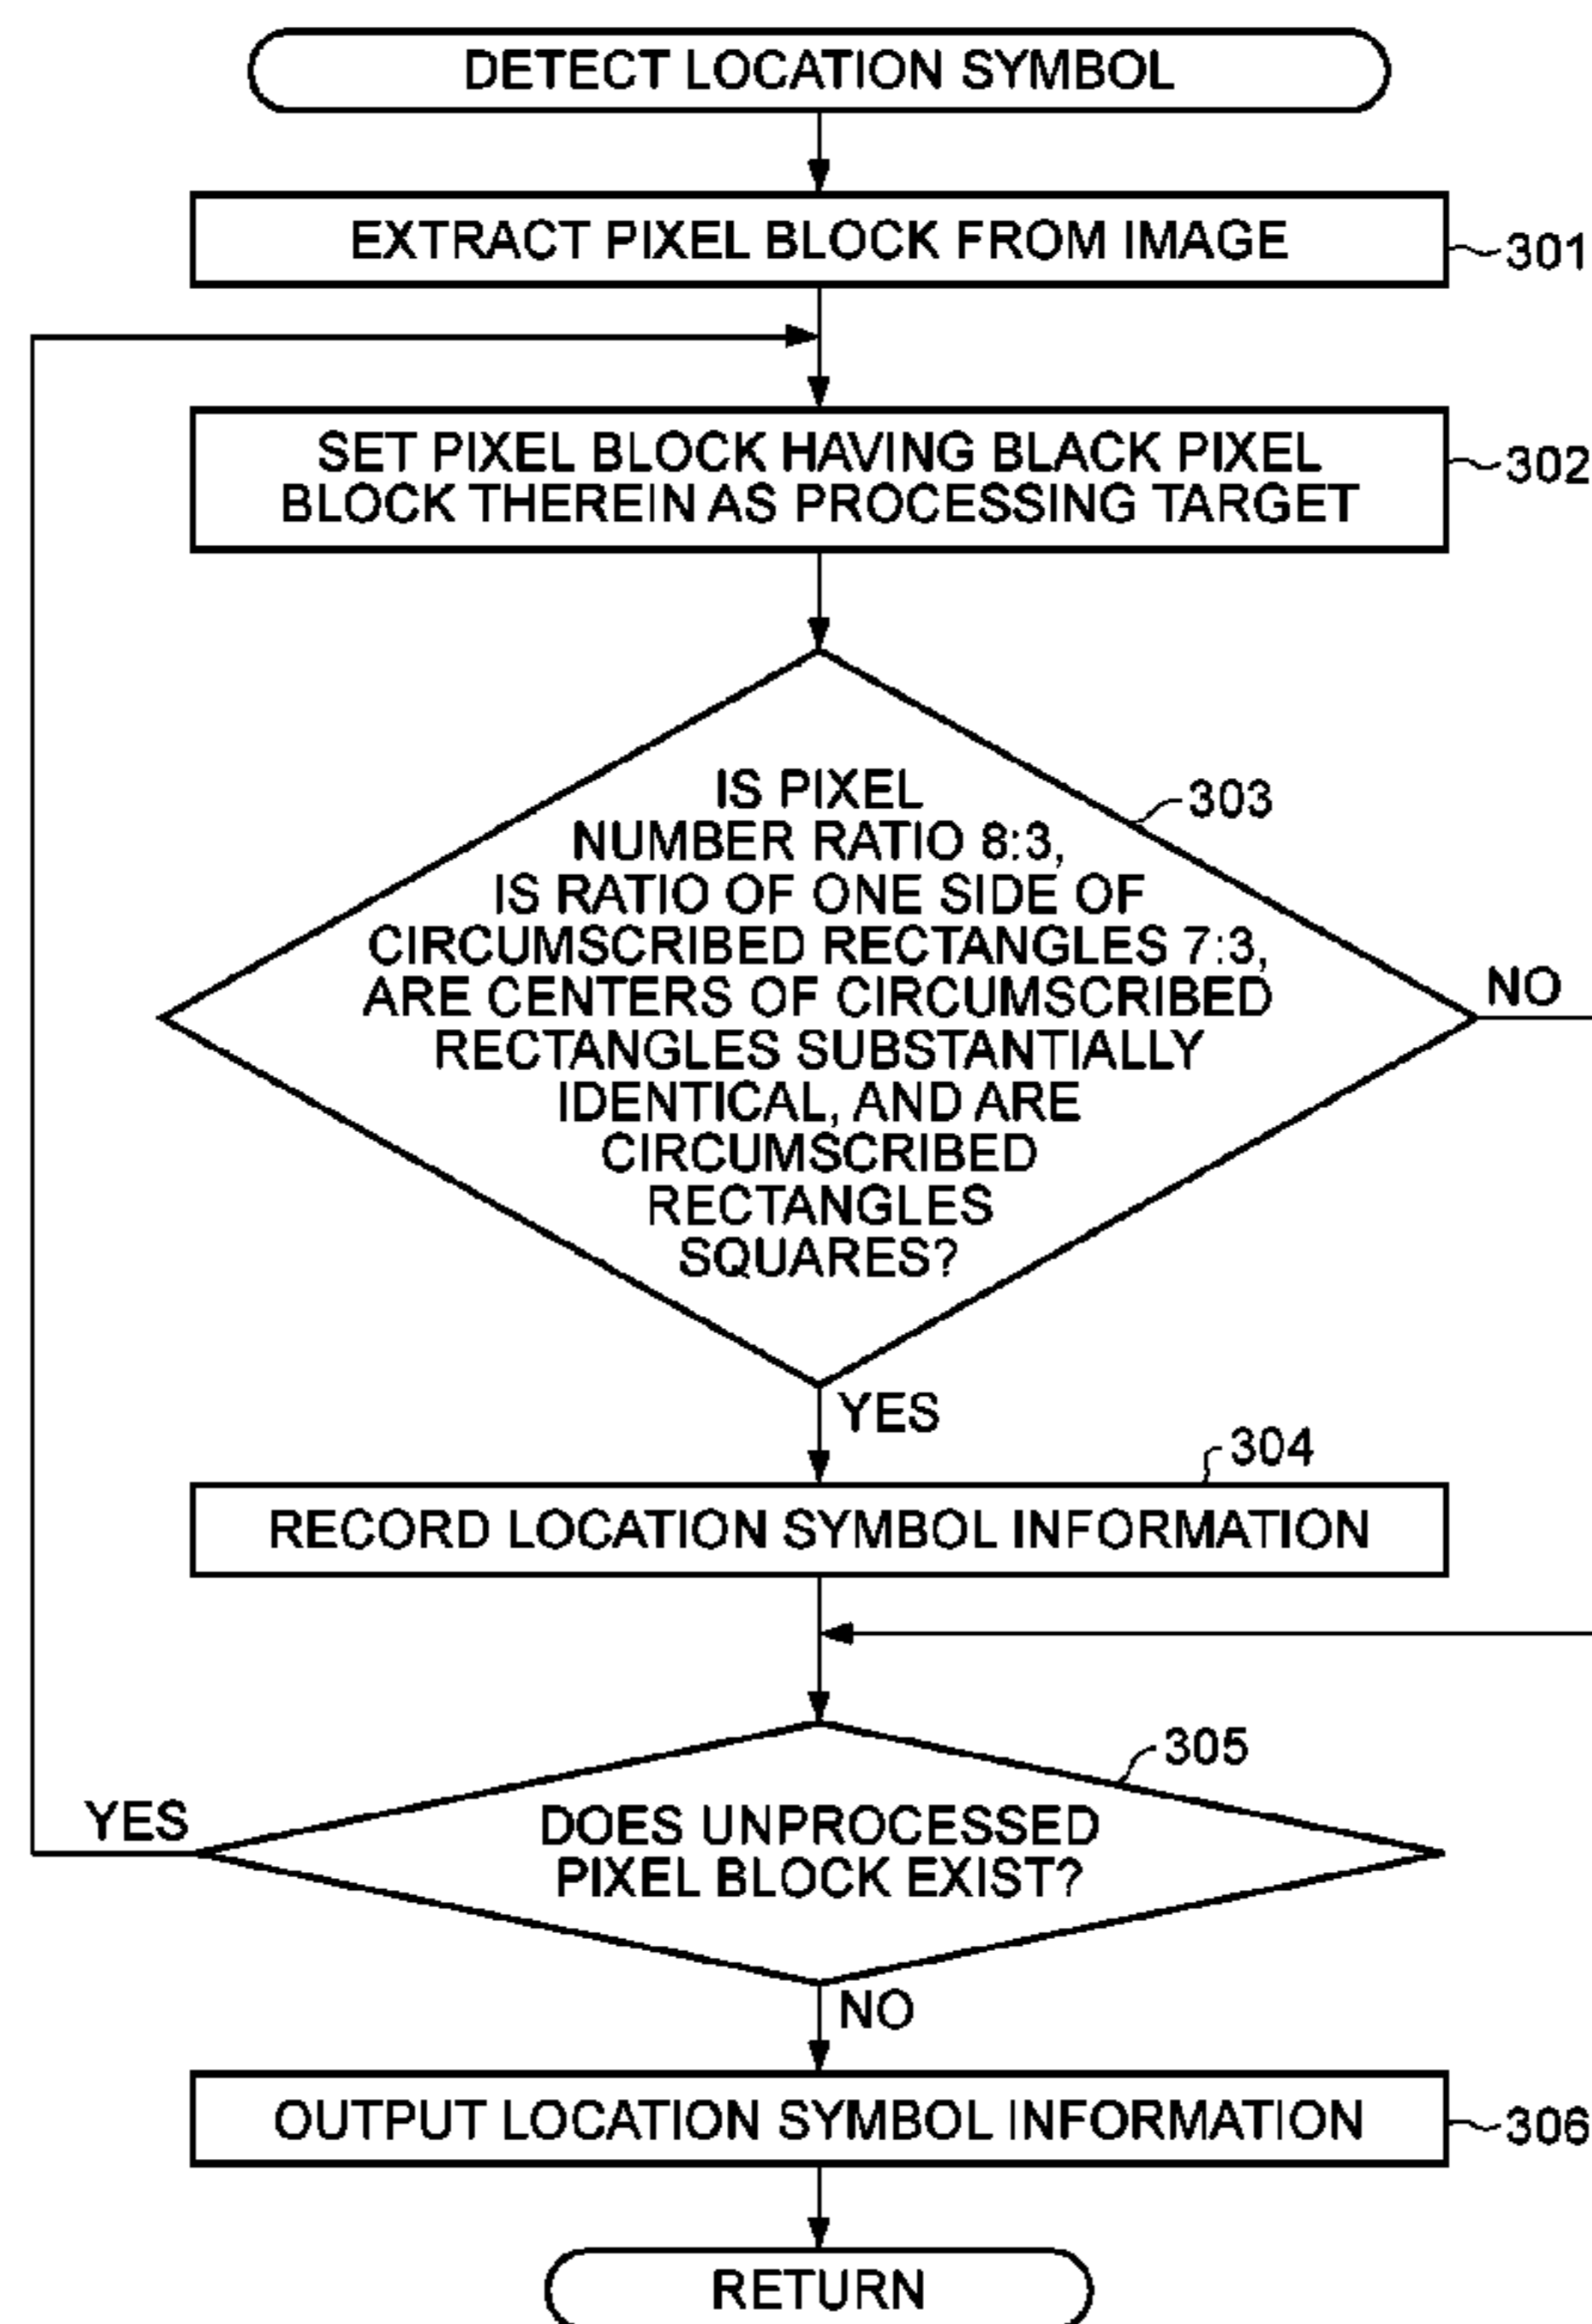 DETECT LOCATION SYMBOL
EXTRACT PIXEL BLOCK FROM IMAGE
301
SET PIXEL BLOCK HAVING BLACK PIXEL
BLOCK THEREIN AS PROCESSING TARGET
302
IS PIXEL
NUMBER RATIO 8:3,
IS RATIO OF ONE SIDE OF
CIRCUMSCRIBED RECTANGLES 7:3,
ARE CENTERS OF CIRCUMSCRIBED
RECTANGLES SUBSTANTIALLY
IDENTICAL, AND ARE
CIRCUMSCRIBED
RECTANGLES
SQUARES?
303
NO
YES
304
RECORD LOCATION SYMBOL INFORMATION
305
YES
DOES UNPROCESSED
PIXEL BLOCK EXIST?
NO
OUTPUT LOCATION SYMBOL INFORMATION
306
RETURN